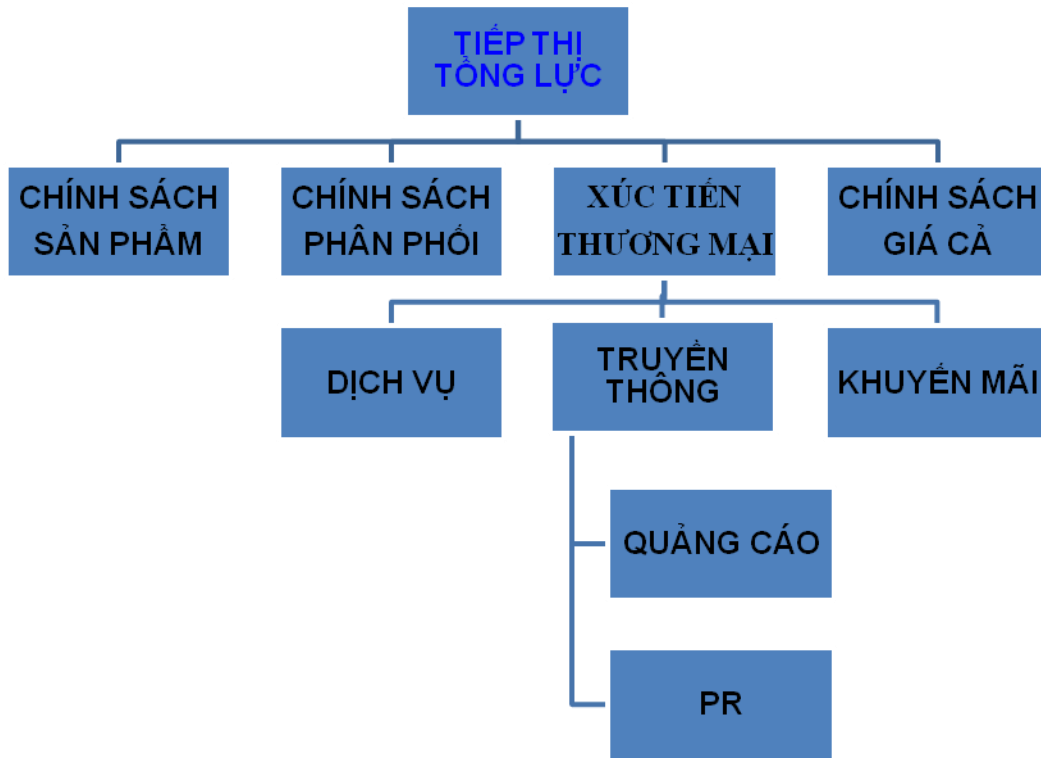 TIẾP THỊ
TỔNG LỰC
CHÍNH SÁCH
SẢN PHẨM
CHÍNH SÁCH
PHÂN PHỐI
XÚC TIẾN
THƯƠNG MẠI
CHÍNH SÁCH
GIÁ CẢ
DỊCH VỤ
TRUYỀN
THÔNG
KHUYẾN MÃI
QUẢNG CÁO
PR